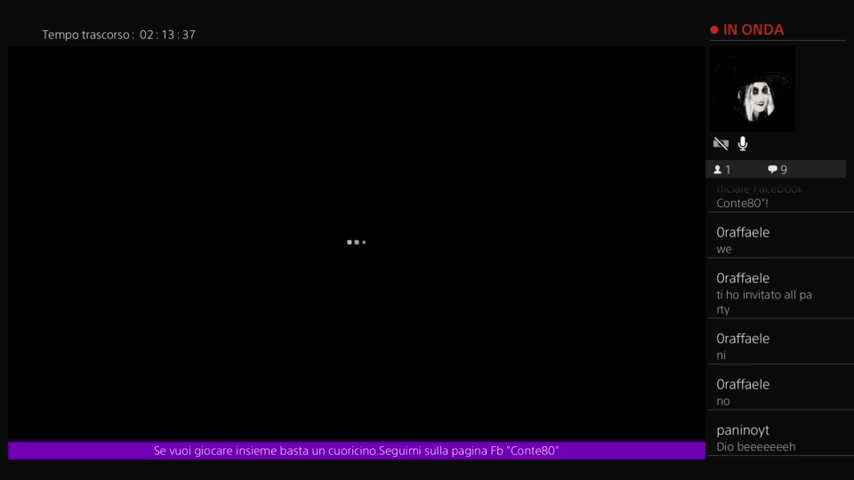 Tempo trascorso: 02:13:37
IN ONDA
1 9
ficiale Facebook
Conte80"!
0raffaele
we
0raffaele
ti ho invitato all pa
rty
0raffaele
ni
0raffaele
no
paninoyt
Dio beeeeeeeh
Se vuoi giocare insieme basta un cuoricino.Seguimi sulla pagina Fb "Conte80"